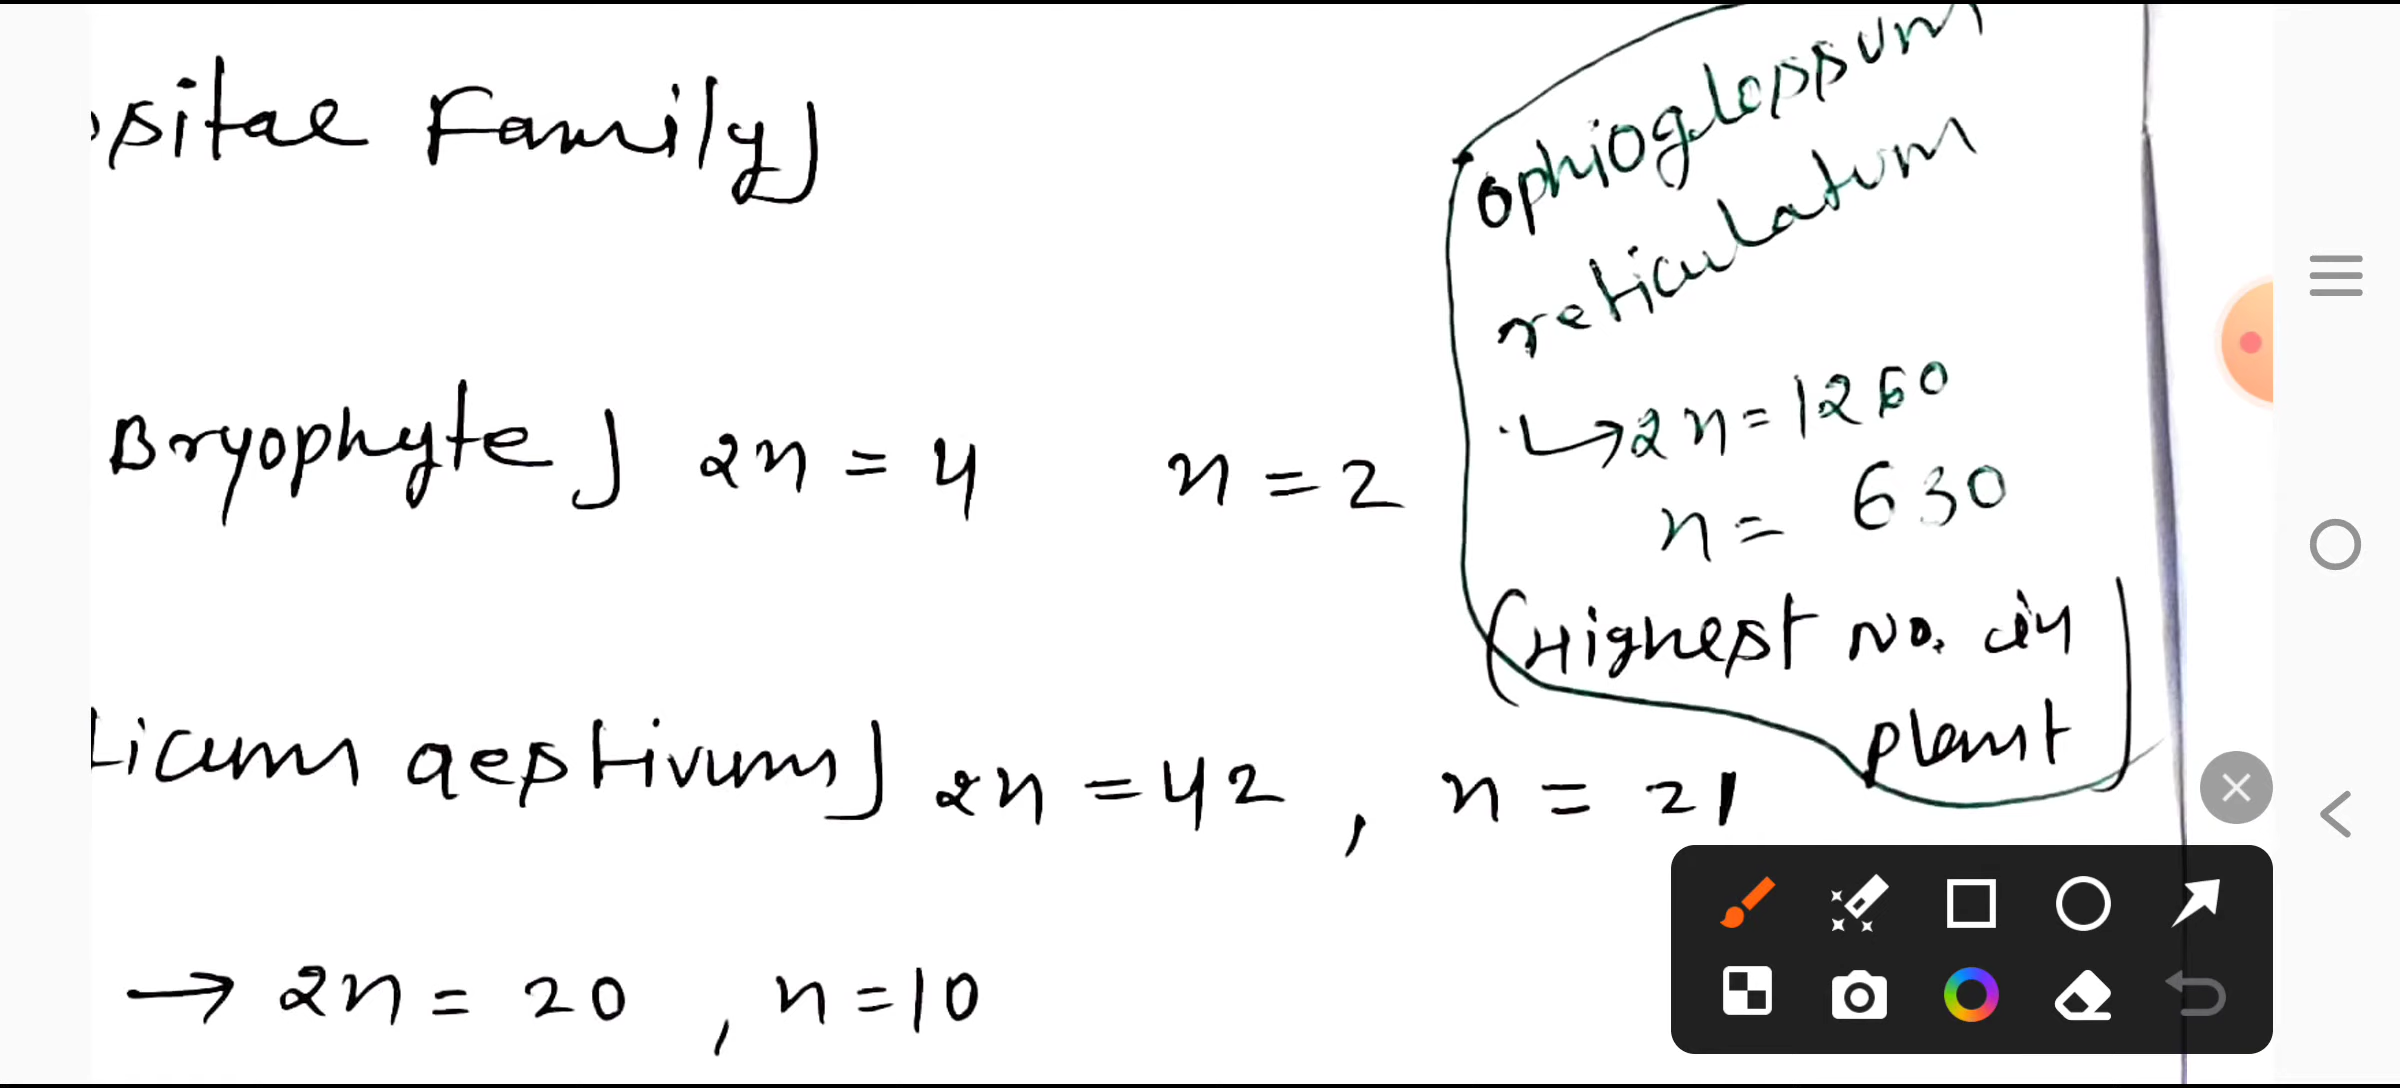 ositae Family]
Bryophyte] 2n = 4 n = 2
ticum aestivum] 2n = 42, n = 21
→ 2n = 20, n = 10
ophioglossum
reticulatum
↳ 2n = 1260
n = 630
(Highest No. in
plant)